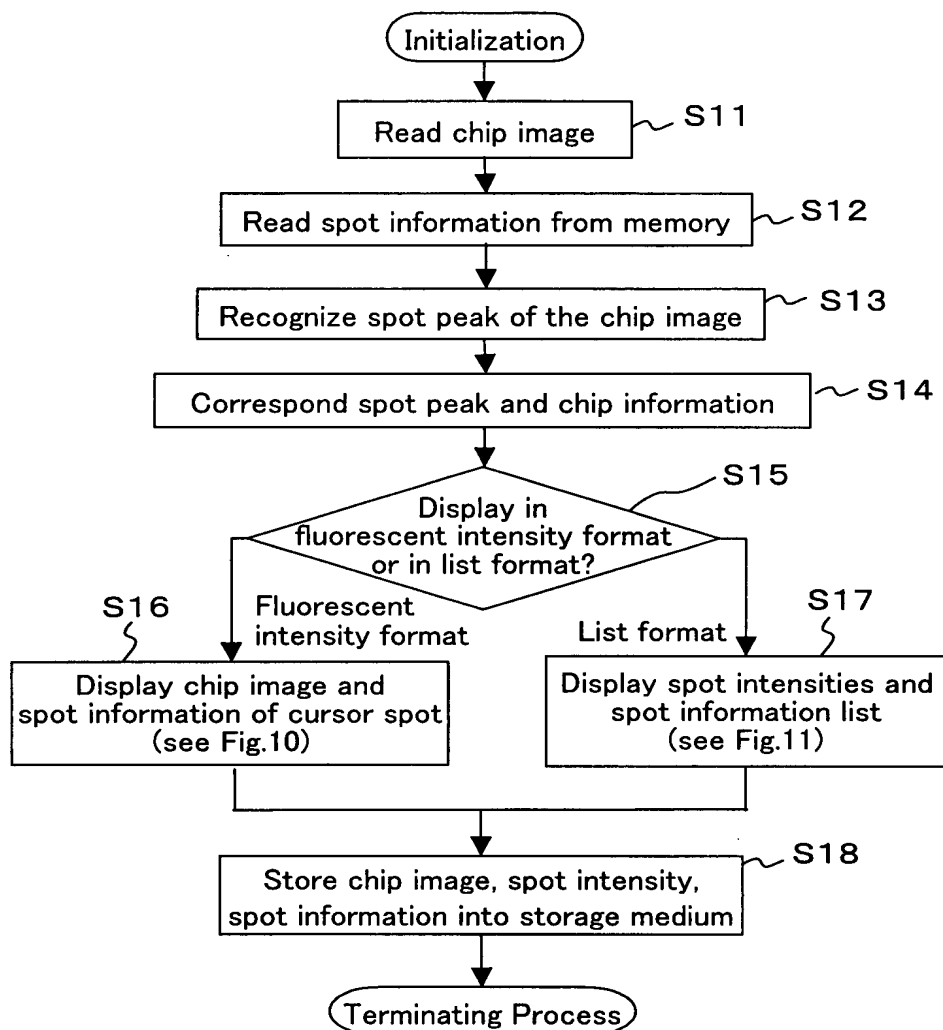 Initialization
Read chip image
S11
Read spot information from memory
S12
Recognize spot peak of the chip image
S13
Correspond spot peak and chip information
S14
Display in
fluorescent intensity format
or in list format?
S15
Fluorescent
intensity format
List format
S16
Display chip image and
spot information of cursor spot
(see Fig.10)
S17
Display spot intensities and
spot information list
(see Fig.11)
S18
Store chip image, spot intensity,
spot information into storage medium
Terminating Process